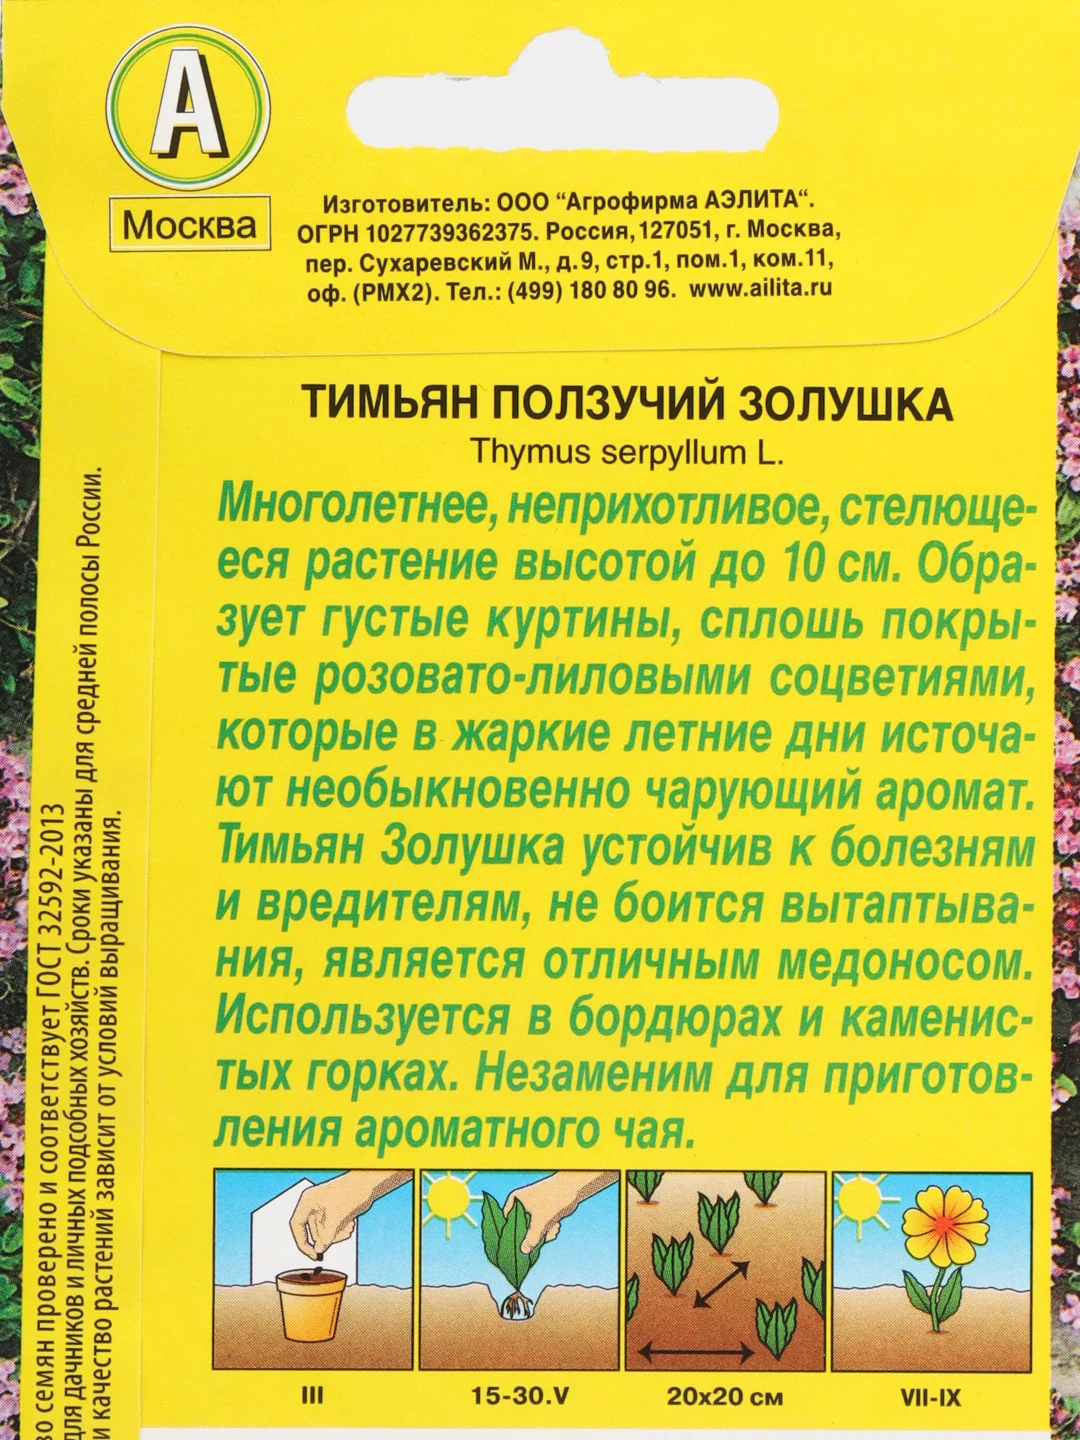 А
Москва
Изготовитель: ООО “Агрофирма АЭЛИТА“.
ОГРН 1027739362375. Россия, 127051, г. Москва,
пер. Сухаревский М., д.9, стр.1, пом.1, ком.11,
оф. (РМХ2). Тел.: (499) 180 80 96. www.ailita.ru
ТИМЬЯН ПОЛЗУЧИЙ ЗОЛУШКА
Thymus serpyllum L.
Многолетнее, неприхотливое, стелюще-
еся растение высотой до 10 см. Обра-
зует густые куртины, сплошь покры-
тые розовато-лиловыми соцветиями,
которые в жаркие летние дни источа-
ют необыкновенно чарующий аромат.
Тимьян Золушка устойчив к болезням
и вредителям, не боится вытаптыва-
ния, является отличным медоносом.
Используется в бордюрах и каменис-
тых горках. Незаменим для приготов-
ления ароматного чая.
III
15-30.V
20х20 см
VII-IX
семян проверено и соответствует ГОСТ 32592-2013
для дачников и личных подсобных хозяйств. Сроки указаны для средней полосы России.
и качество растений зависит от условий выращивания.